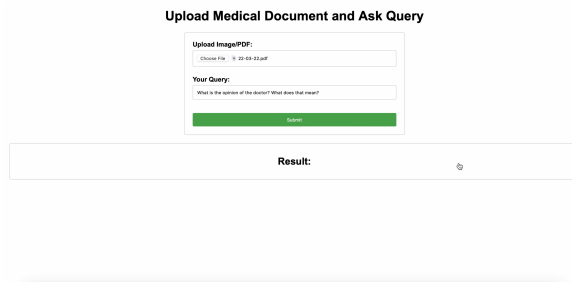 Upload Medical Document and Ask Query
Upload Image/PDF:
Choose File 22-03-22.pdf
Your Query:
What is the opinion of the doctor? What does that mean?
Submit
Result: